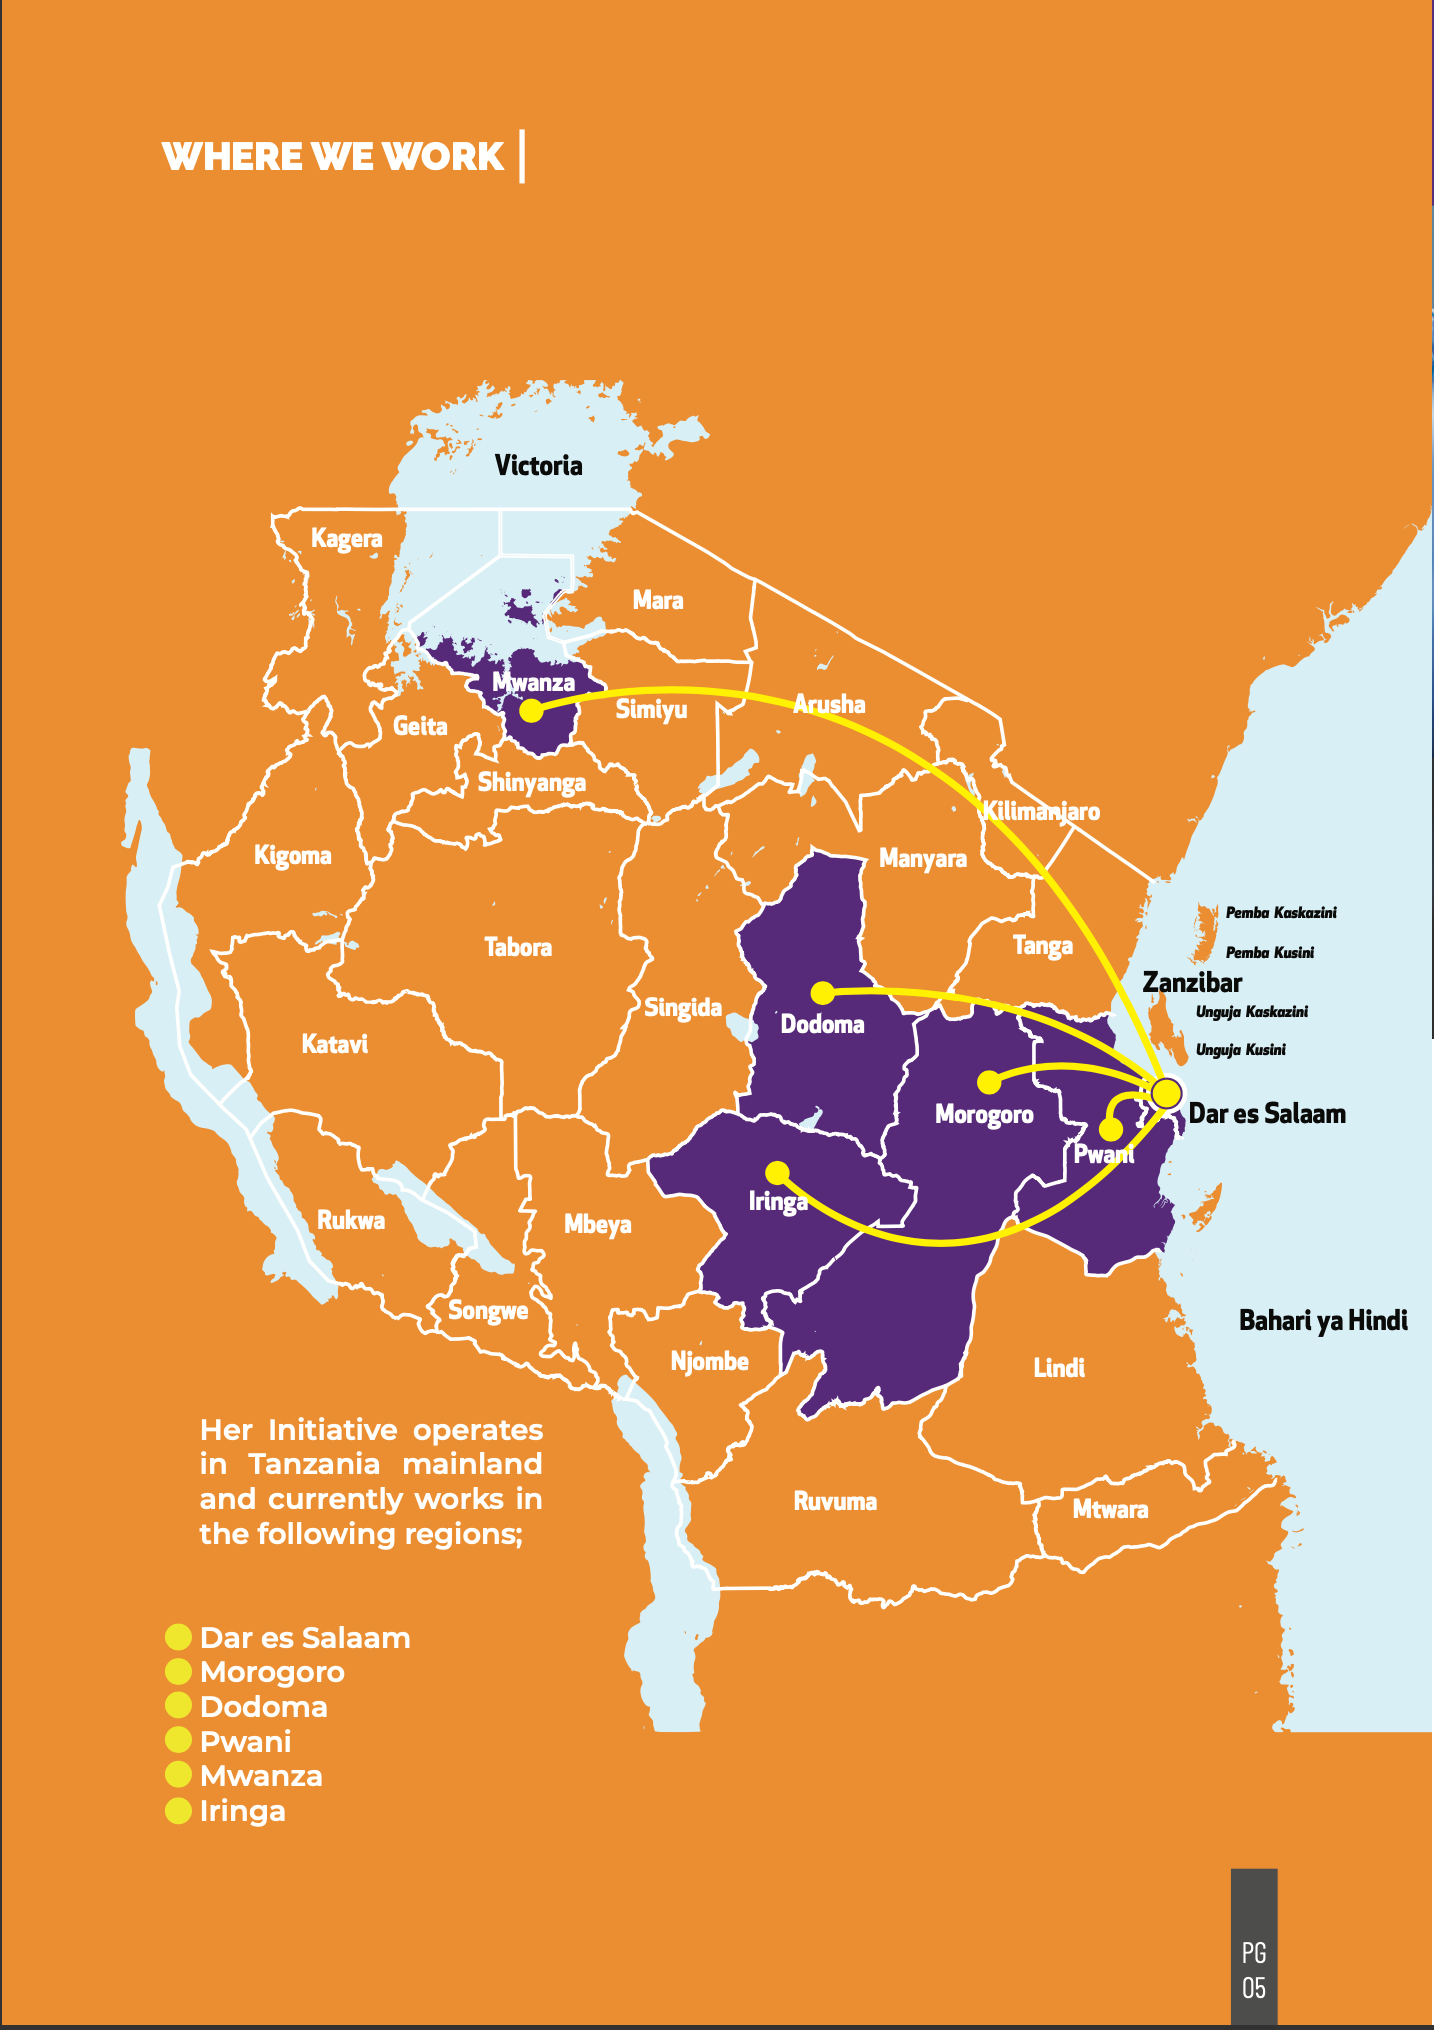 WHERE WE WORK
Victoria
Kagera
Mara
Mwanza
Simiyu
Arusha
Geita
Shinyanga
Kilimanjaro
Kigoma
Manyara
Pemba Kaskazini
Tabora
Tanga
Pemba Kusini
Zanzibar
Singida
Unguja Kaskazini
Dodoma
Katavi
Unguja Kusini
Morogoro
Dar es Salaam
Pwani
Iringa
Rukwa
Mbeya
Songwe
Bahari ya Hindi
Njombe
Lindi
Ruvuma
Mtwara
Her Initiative operates
in Tanzania mainland
and currently works in
the following regions;
Dar es Salaam
Morogoro
Dodoma
Pwani
Mwanza
Iringa
PG
05